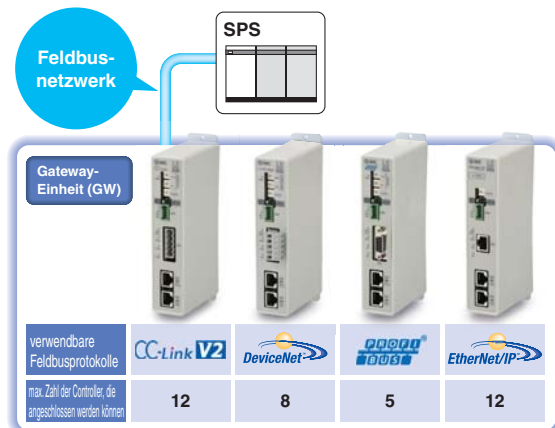 SPS
Feldbus-
netzwerk
Gateway-
Einheit (GW)
verwendbare
Feldbusprotokolle
CC-Link V2
DeviceNet
PROFI
BUS
EtherNet/IP
max. Zahl der Controller, die
angeschlossen werden können
12
8
5
12